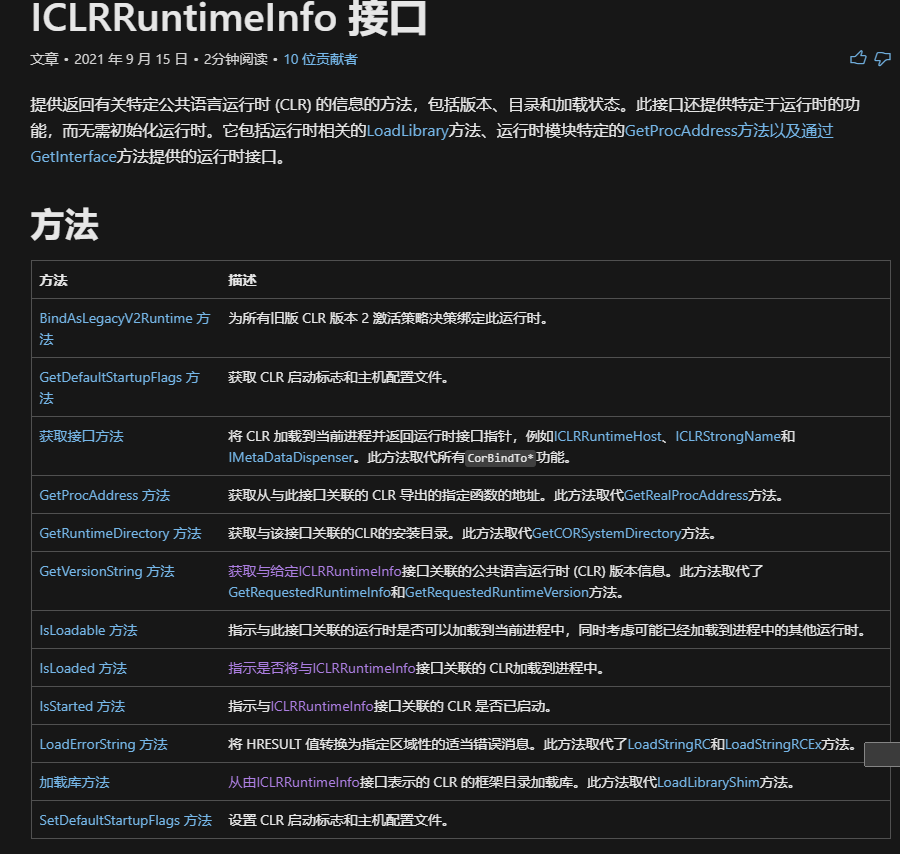 ICLRRuntimeInfo 接口
文章 • 2021 年 9 月 15 日 • 2分钟阅读 • 10 位贡献者
提供返回有关特定公共语言运行时 (CLR) 的信息的方法，包括版本、目录和加载状态。此接口还提供特定于运行时的功
能，而无需初始化运行时。它包括运行时相关的LoadLibrary方法、运行时模块特定的GetProcAddress方法以及通过
GetInterface方法提供的运行时接口。
方法
方法 描述
BindAsLegacyV2Runtime 方 为所有旧版 CLR 版本 2 激活策略决策绑定此运行时。
法
GetDefaultStartupFlags 方 获取 CLR 启动标志和主机配置文件。
法
获取接口方法 将 CLR 加载到当前进程并返回运行时接口指针，例如ICLRRuntimeHost、ICLRStrongName和
IMetaDataDispenser。此方法取代所有CorBindTo*功能。
GetProcAddress 方法 获取从与此接口关联的 CLR 导出的指定函数的地址。此方法取代GetRealProcAddress方法。
GetRuntimeDirectory 方法 获取与该接口关联的CLR的安装目录。此方法取代GetCORSystemDirectory方法。
GetVersionString 方法 获取与给定ICLRRuntimeInfo接口关联的公共语言运行时 (CLR) 版本信息。此方法取代了
GetRequestedRuntimeInfo和GetRequestedRuntimeVersion方法。
IsLoadable 方法 指示与此接口关联的运行时是否可以加载到当前进程中，同时考虑可能已经加载到进程中的其他运行时。
IsLoaded 方法 指示是否将与ICLRRuntimeInfo接口关联的 CLR加载到进程中。
IsStarted 方法 指示与ICLRRuntimeInfo接口关联的 CLR 是否已启动。
LoadErrorString 方法 将 HRESULT 值转换为指定区域性的适当错误消息。此方法取代了LoadStringRC和LoadStringRCEx方法。
加载库方法 从由ICLRRuntimeInfo接口表示的 CLR 的框架目录加载库。此方法取代LoadLibraryShim方法。
SetDefaultStartupFlags 方法 设置 CLR 启动标志和主机配置文件。